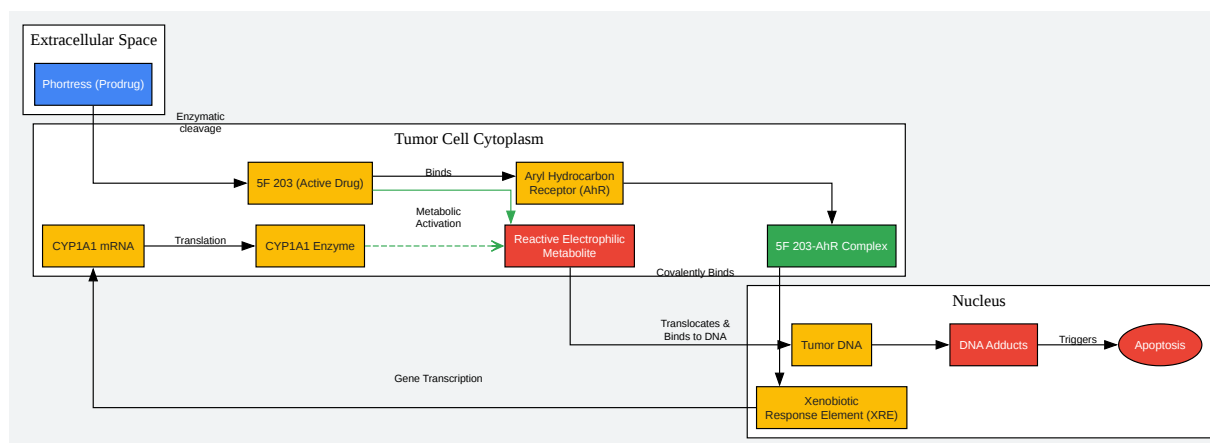 Extracellular Space
Phortress (Prodrug)
Enzymatic
cleavage
Tumor Cell Cytoplasm
5F 203 (Active Drug)
Binds
Aryl Hydrocarbon
Receptor (AhR)
Metabolic
Activation
CYP1A1 mRNA
Translation
CYP1A1 Enzyme
Reactive Electrophilic
Metabolite
5F 203-AhR Complex
Covalently Binds
Nucleus
Translocates &
Binds to DNA
Tumor DNA
DNA Adducts
Triggers
Apoptosis
Gene Transcription
Xenobiotic
Response Element (XRE)